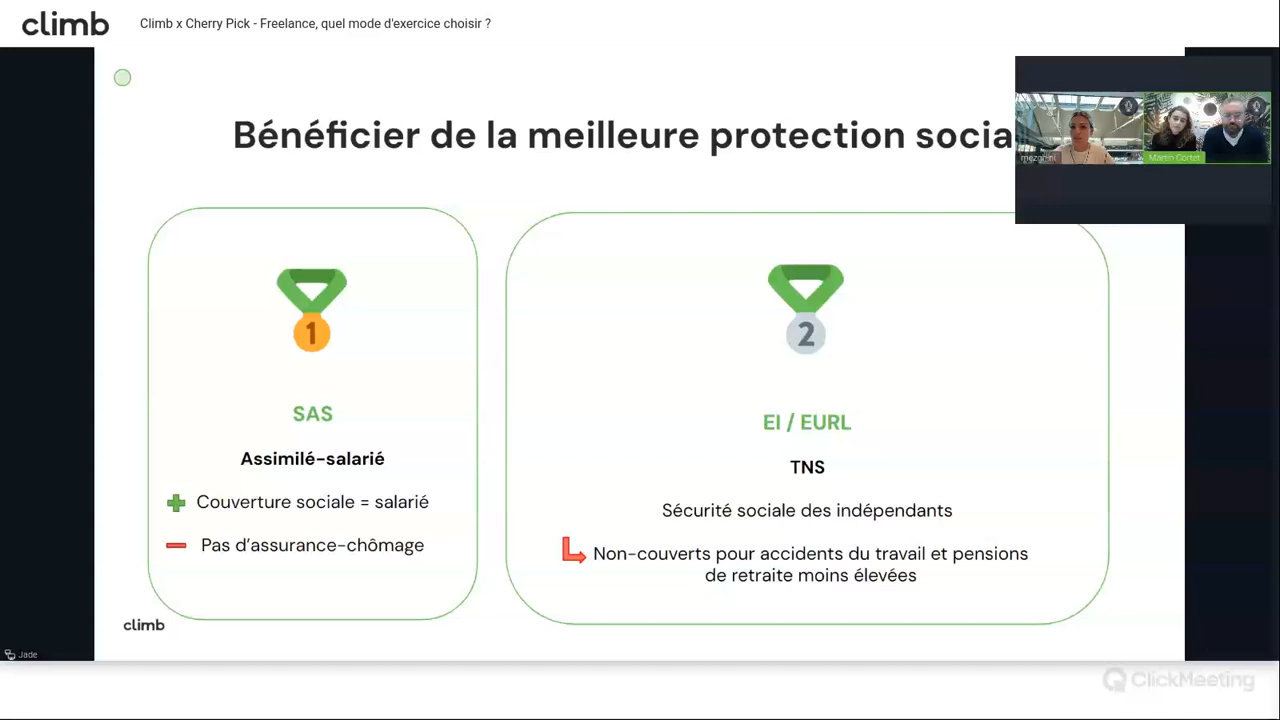 climb
Climb x Cherry Pick - Freelance, quel mode d'exercice choisir ?
Bénéficier de la meilleure protection socia
Martin Cortet
1
2
SAS
EI / EURL
Assimilé-salarié
TNS
Couverture sociale = salarié
Sécurité sociale des indépendants
Pas d'assurance-chômage
Non-couverts pour accidents du travail et pensions
de retraite moins élevées
climb
Jade
ClickMeeting